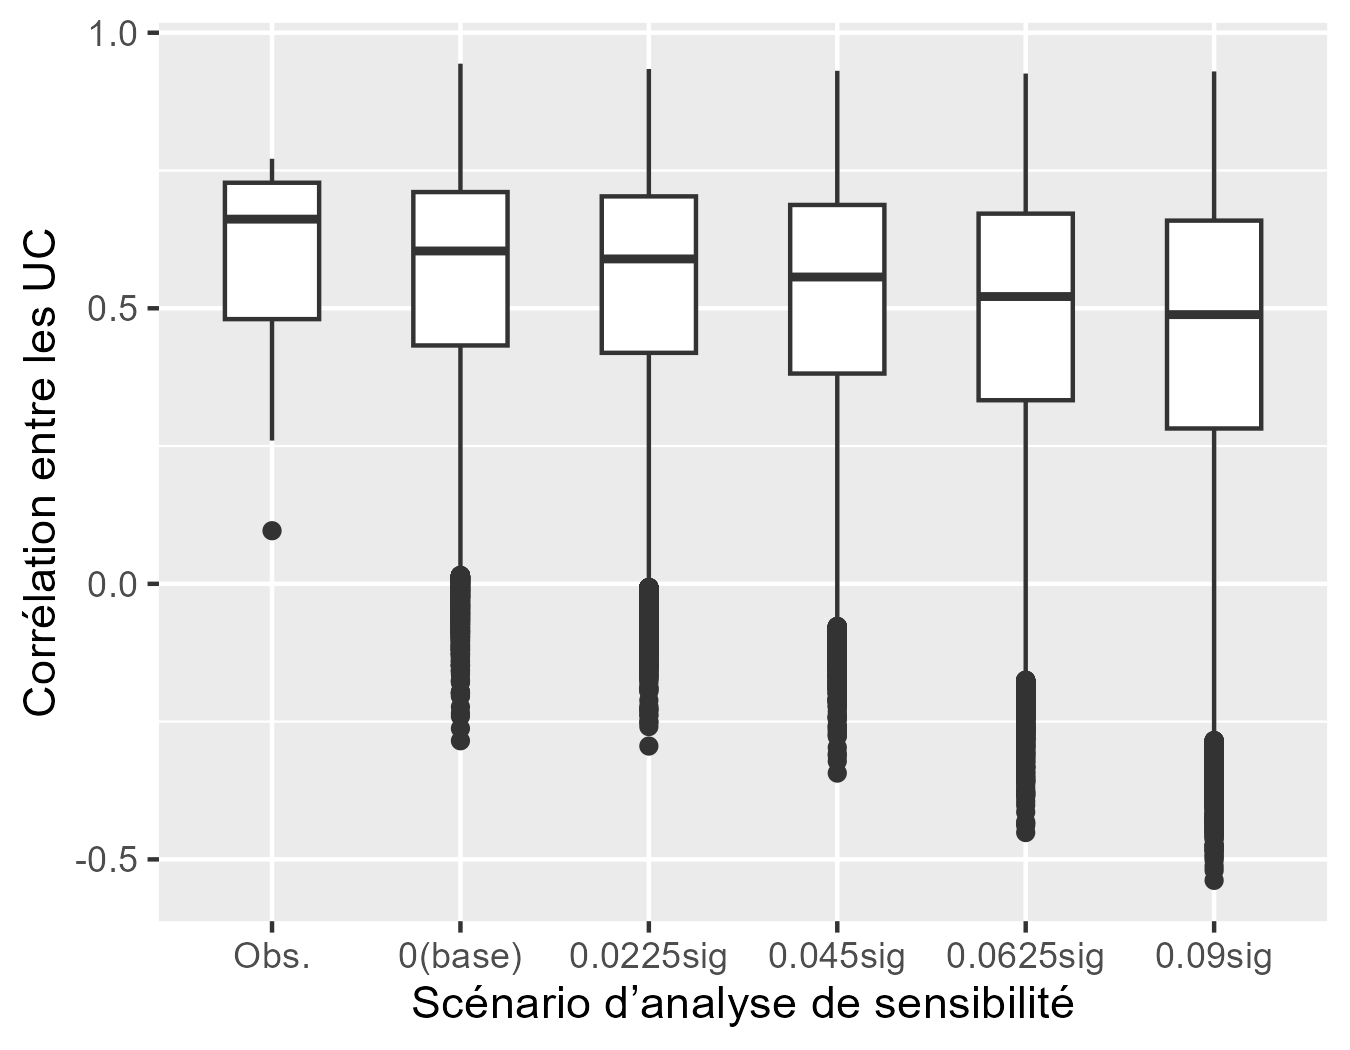 Corrélation entre les UC
1.0
0.5
0.0
-0.5
Obs. 0(base) 0.0225sig 0.045sig 0.0625sig 0.09sig
Scénario d’analyse de sensibilité